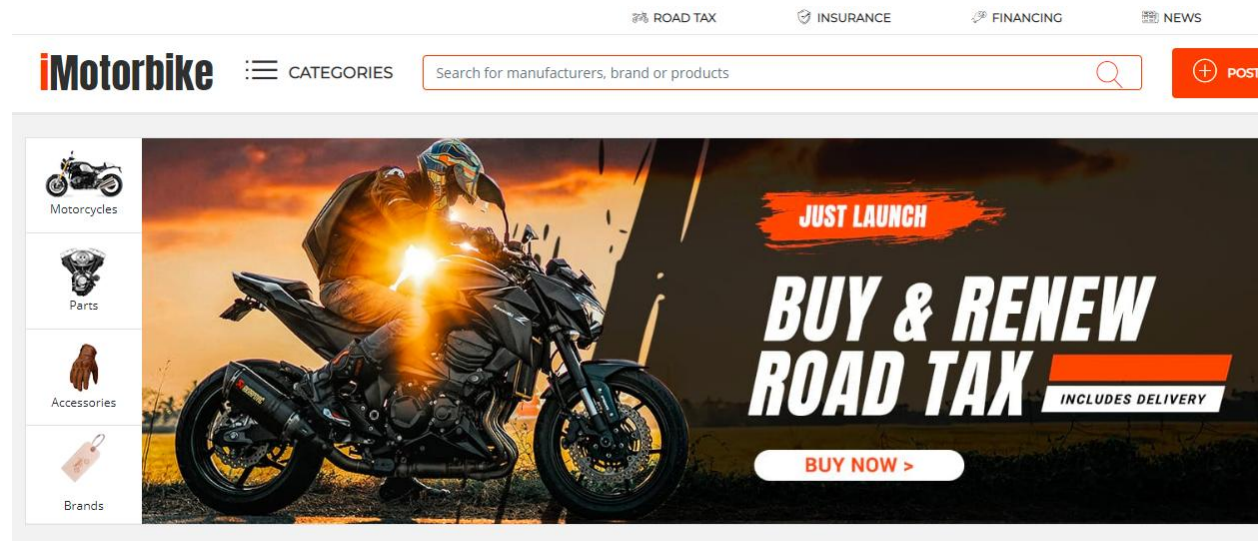 ROAD TAX
INSURANCE
FINANCING
NEWS
iMotorbike
CATEGORIES
Search for manufacturers, brand or products
POST
Motorcycles
Parts
Accessories
Brands
JUST LAUNCH
BUY & RENEW
ROAD TAX
INCLUDES DELIVERY
BUY NOW >